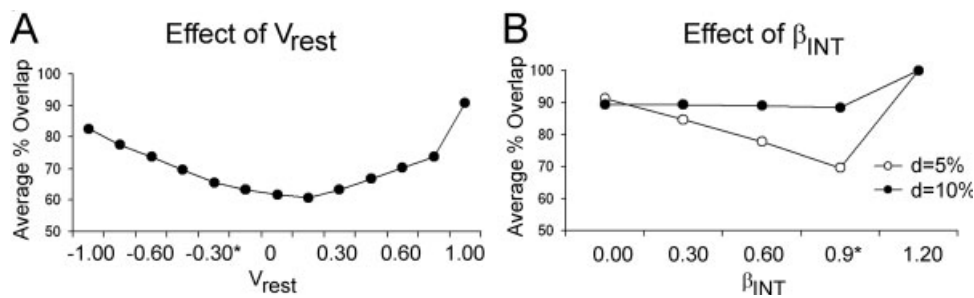 A
Effect of Vrest
Average % Overlap
100
90
80
70
60
50
-1.00 -0.60 -0.30* 0 0.30 0.60 1.00
Vrest
B
Effect of βINT
Average % Overlap
100
90
80
70
60
50
d=5%
d=10%
0.00 0.30 0.60 0.9* 1.20
βINT